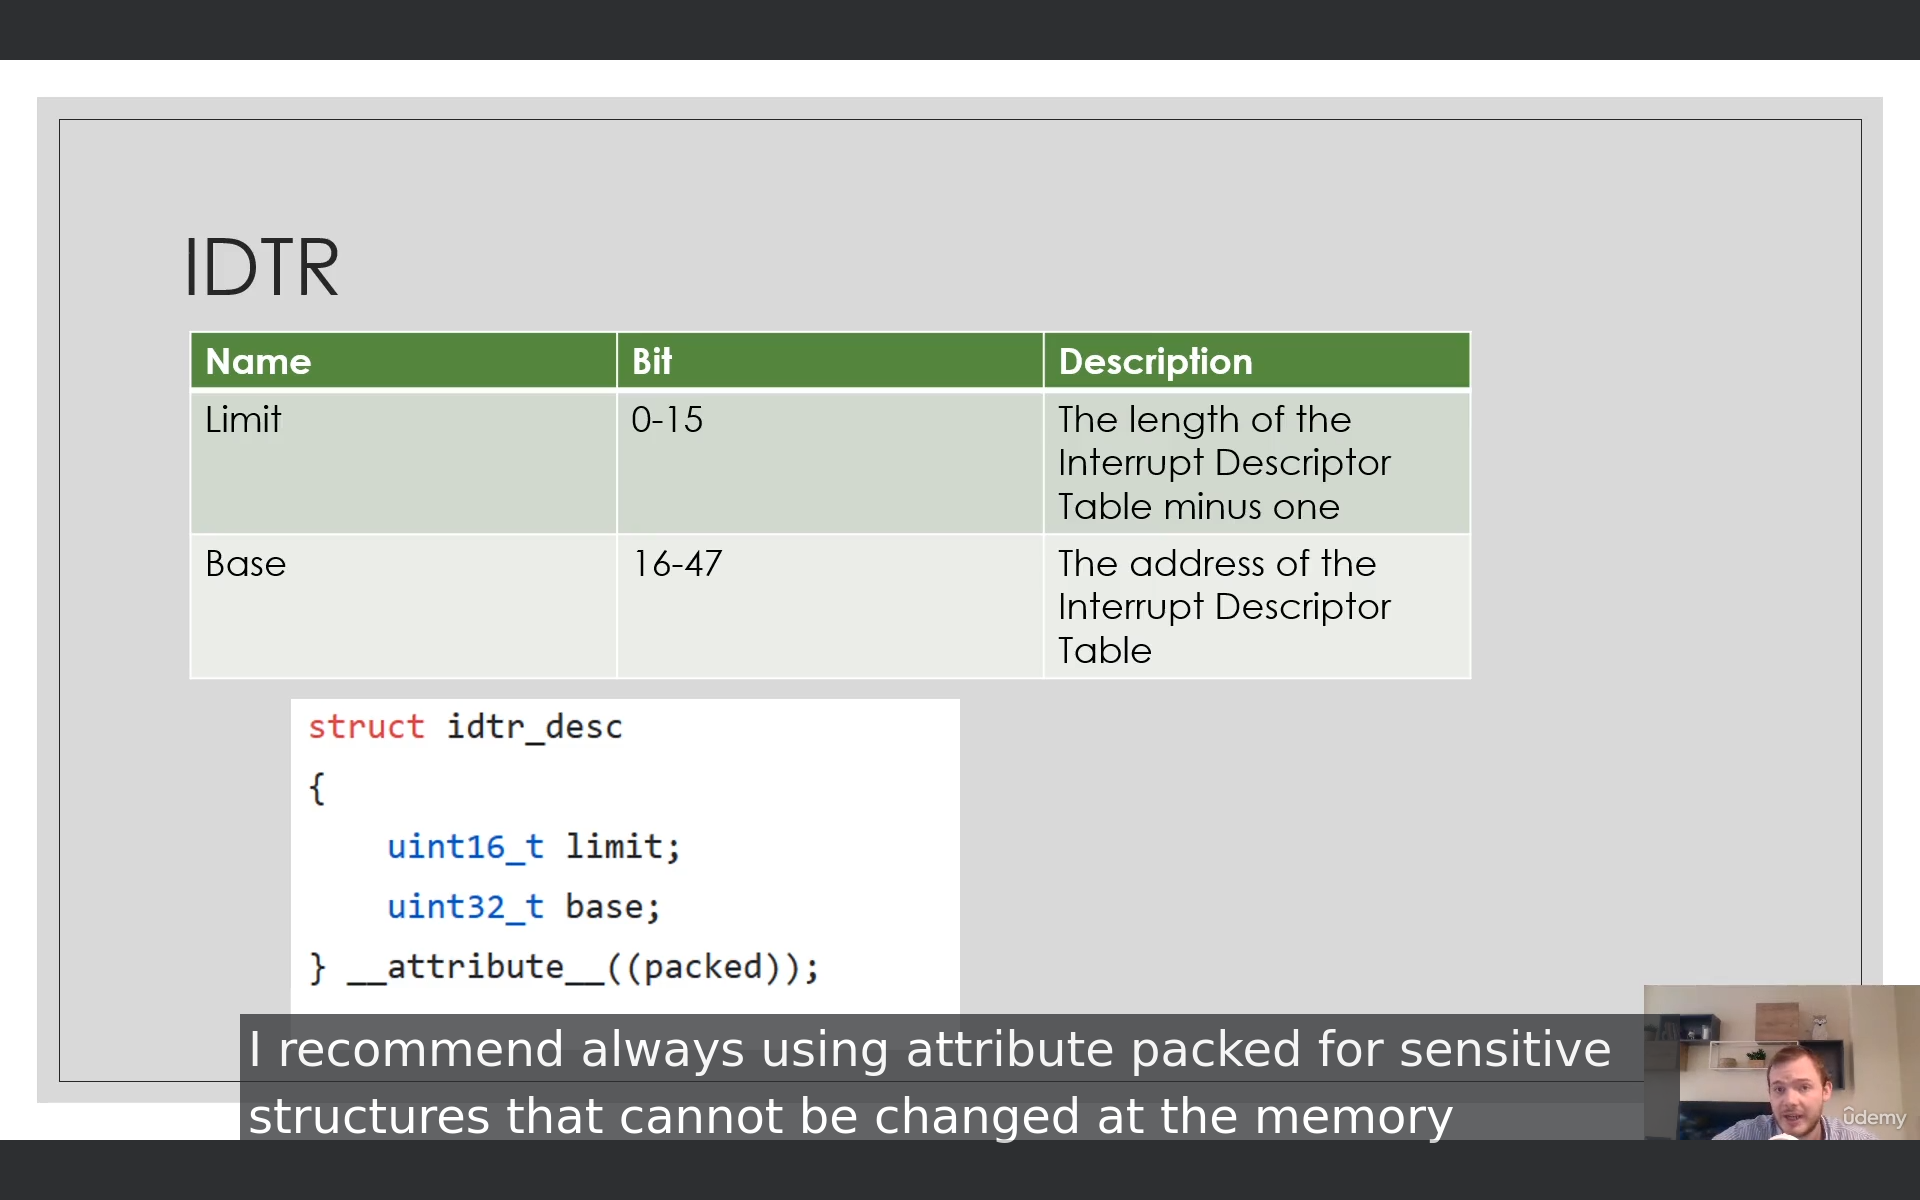 IDTR
Name Bit Description
Limit 0-15 The length of the
Interrupt Descriptor
Table minus one
Base 16-47 The address of the
Interrupt Descriptor
Table
struct idtr_desc
{
    uint16_t limit;
    uint32_t base;
} __attribute__((packed));
I recommend always using attribute packed for sensitive
structures that cannot be changed at the memory
ûdemy